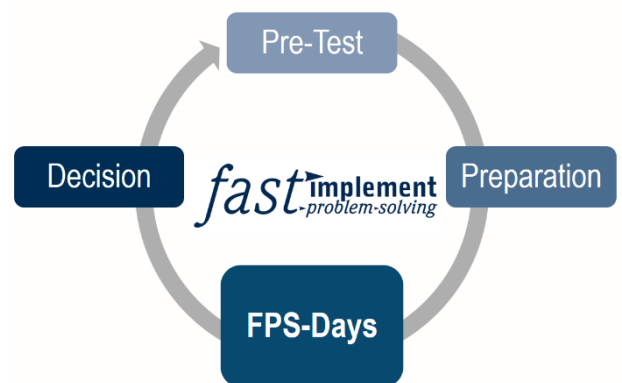 Pre-Test
Decision
fast implement
-problem-solving
Preparation
FPS-Days